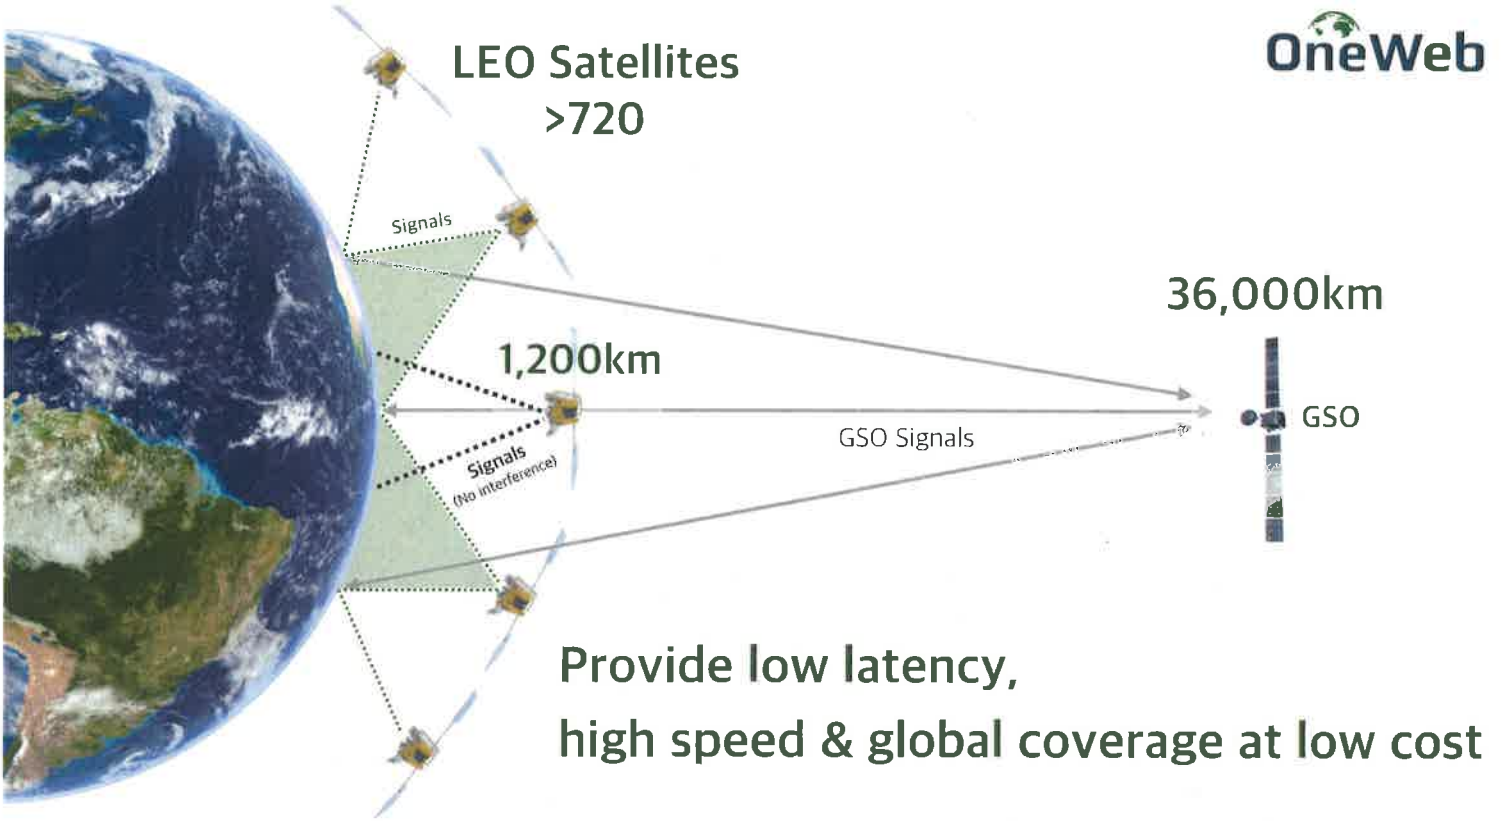 OneWeb
LEO Satellites
>720
Signals
36,000km
1,200km
GSO
GSO Signals
Signals
(No interference)
Provide low latency,
high speed & global coverage at low cost